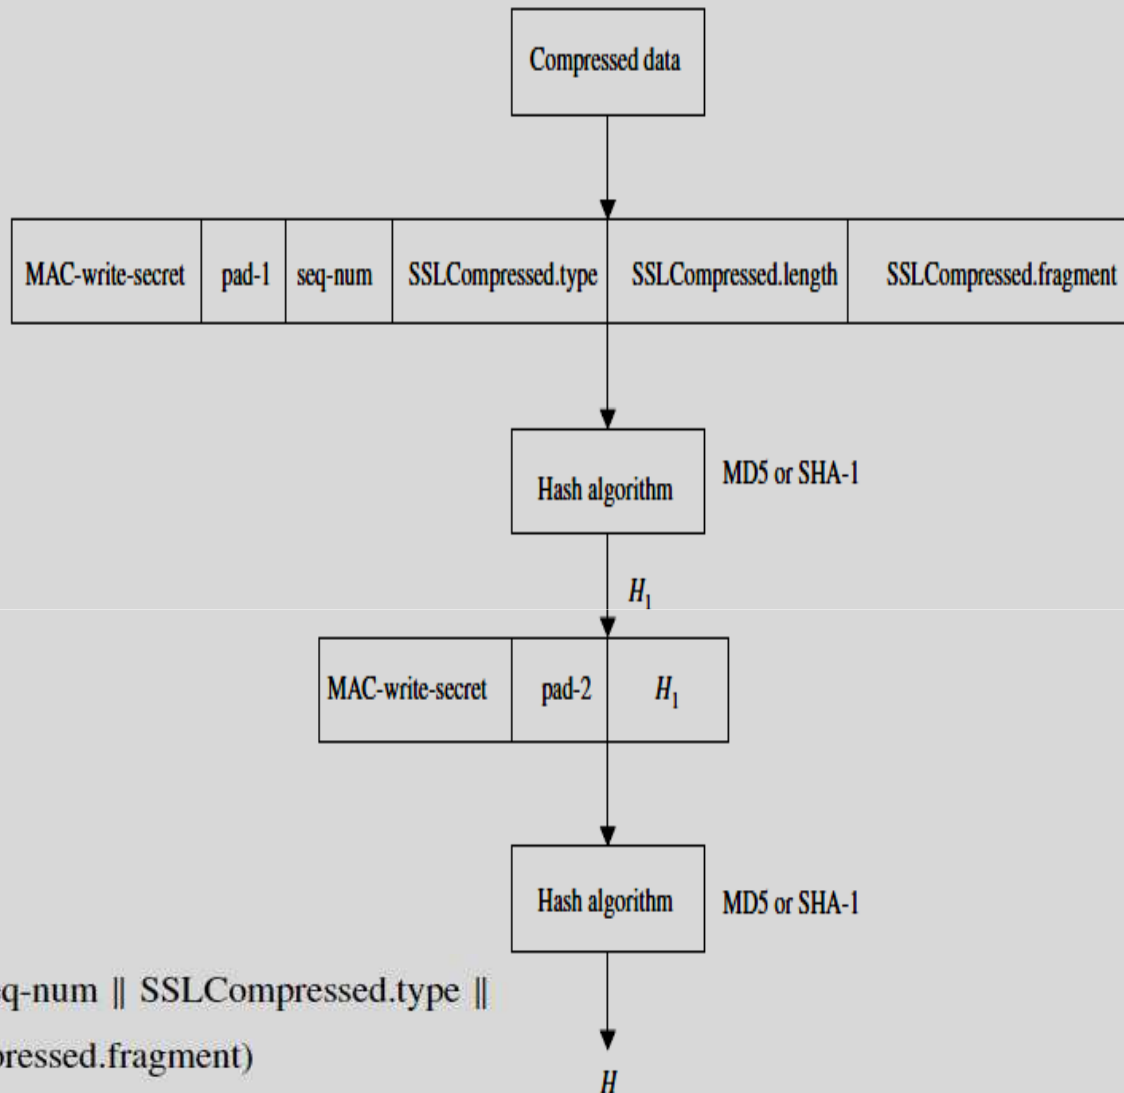 Compressed data
MAC-write-secret pad-1 seq-num SSLCompressed.type SSLCompressed.length SSLCompressed.fragment
Hash algorithm MD5 or SHA-1
H1
MAC-write-secret pad-2 H1
Hash algorithm MD5 or SHA-1
q-num || SSLCompressed.type ||
pressed.fragment)
H